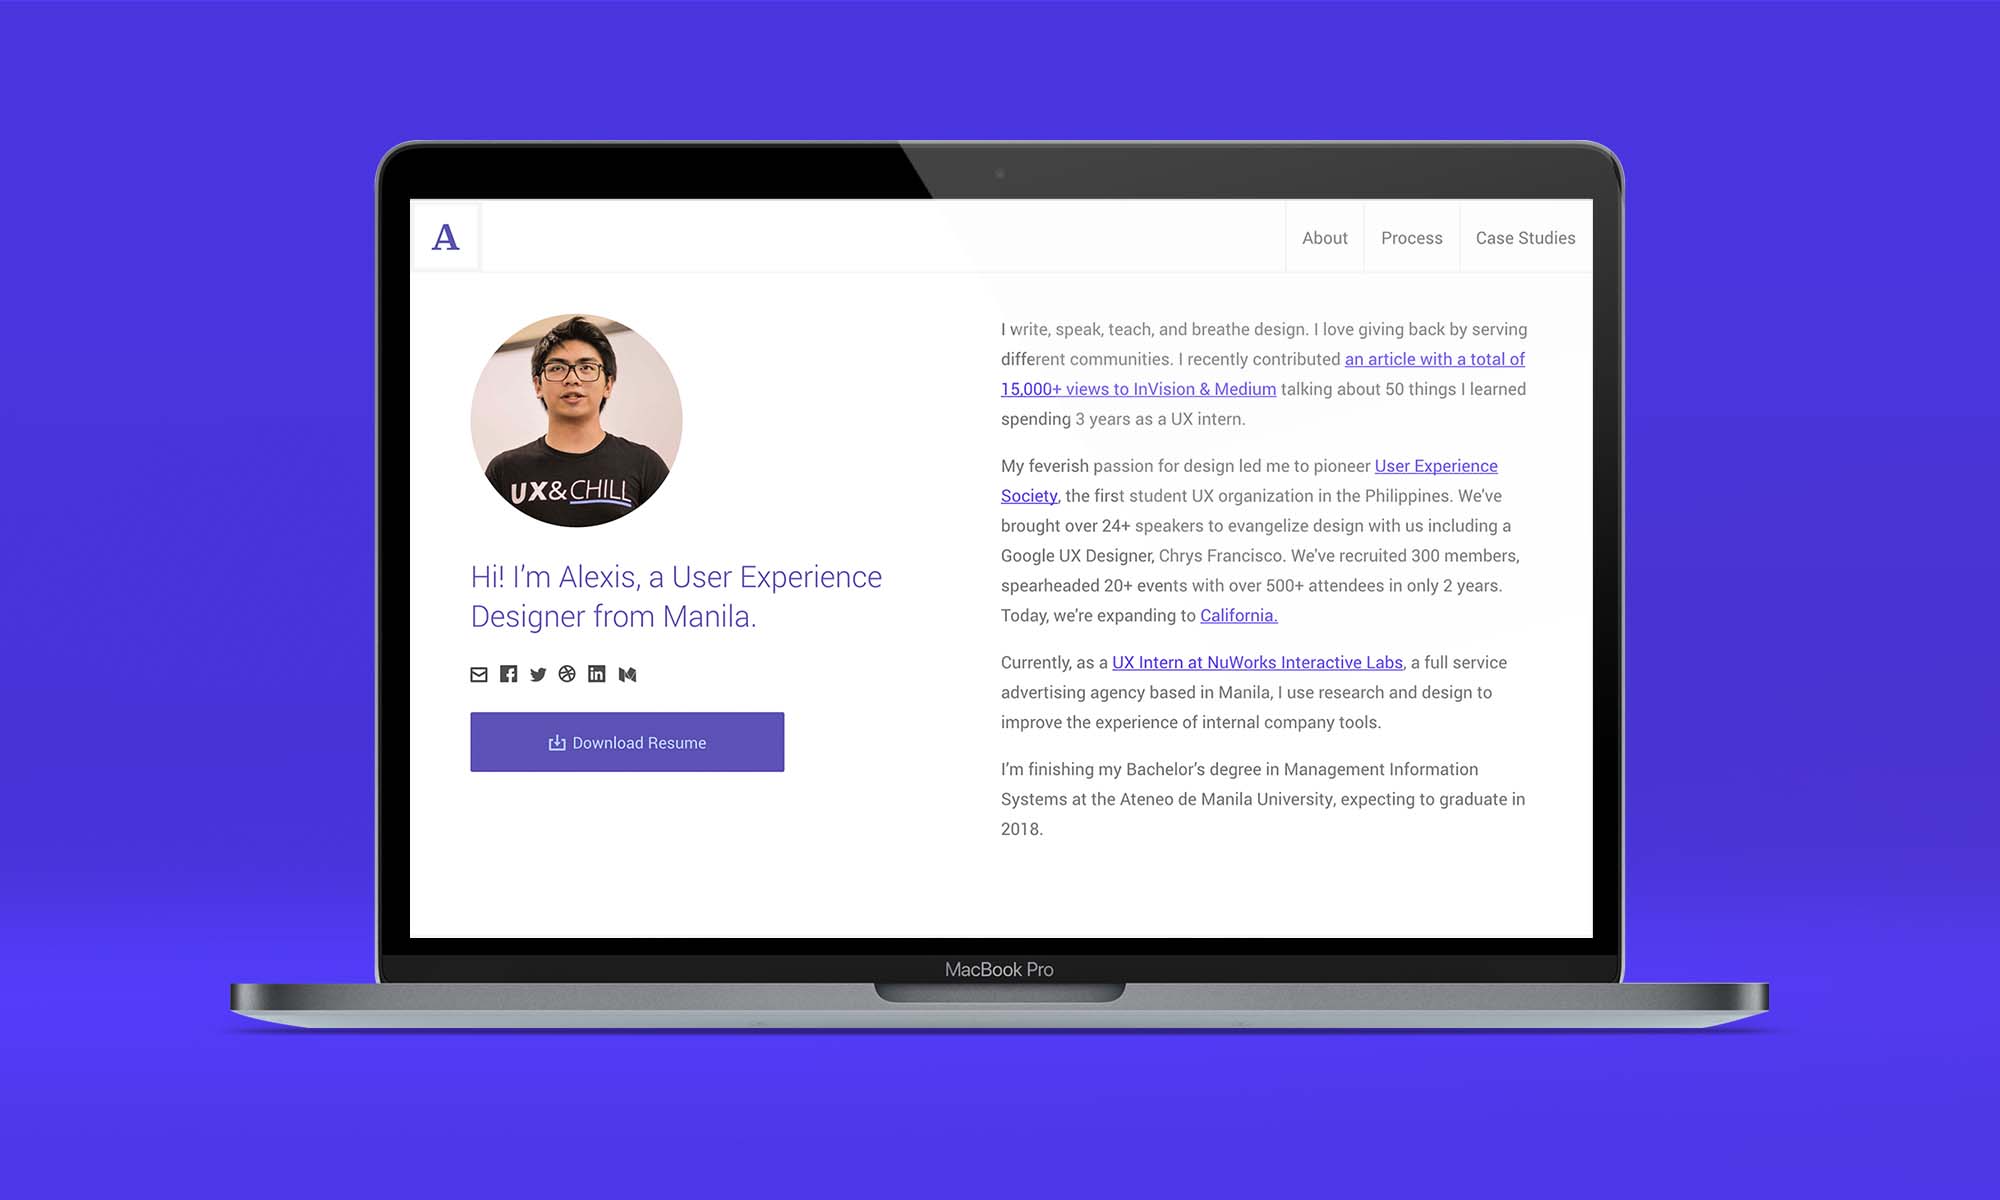 A
About
Process
Case Studies
UX&CHILL
Hi! I'm Alexis, a User Experience
Designer from Manila.
Download Resume
I write, speak, teach, and breathe design. I love giving back by serving
different communities. I recently contributed an article with a total of
15,000+ views to InVision & Medium talking about 50 things I learned
spending 3 years as a UX intern.
My feverish passion for design led me to pioneer User Experience
Society, the first student UX organization in the Philippines. We've
brought over 24+ speakers to evangelize design with us including a
Google UX Designer, Chrys Francisco. We've recruited 300 members,
spearheaded 20+ events with over 500+ attendees in only 2 years.
Today, we're expanding to California.
Currently, as a UX Intern at NuWorks Interactive Labs, a full service
advertising agency based in Manila, I use research and design to
improve the experience of internal company tools.
I'm finishing my Bachelor's degree in Management Information
Systems at the Ateneo de Manila University, expecting to graduate in
2018.
MacBook Pro